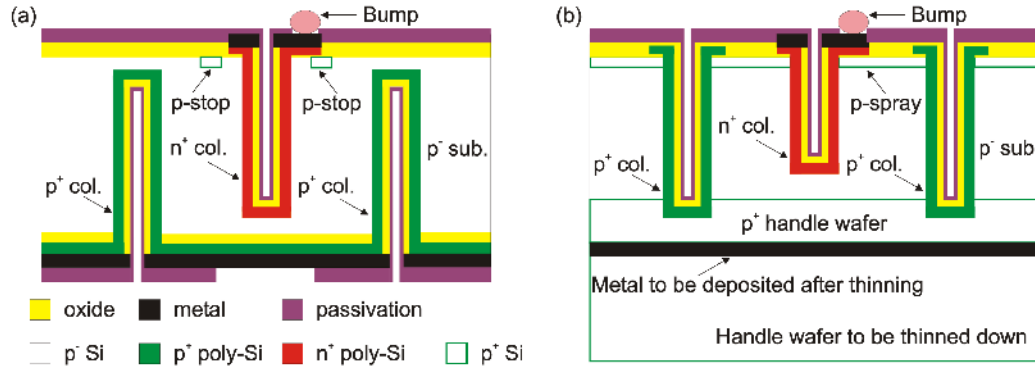 (a)
Bump
p-stop
p-stop
n⁺ col.
p⁻ sub.
p⁺ col.
p⁺ col.
oxide
metal
passivation
p⁻ Si
p⁺ poly-Si
n⁺ poly-Si
p⁺ Si
(b)
Bump
p-spray
n⁺ col.
p⁺ col.
p⁺ col.
p⁻ sub.
p⁺ handle wafer
Metal to be deposited after thinning
Handle wafer to be thinned down